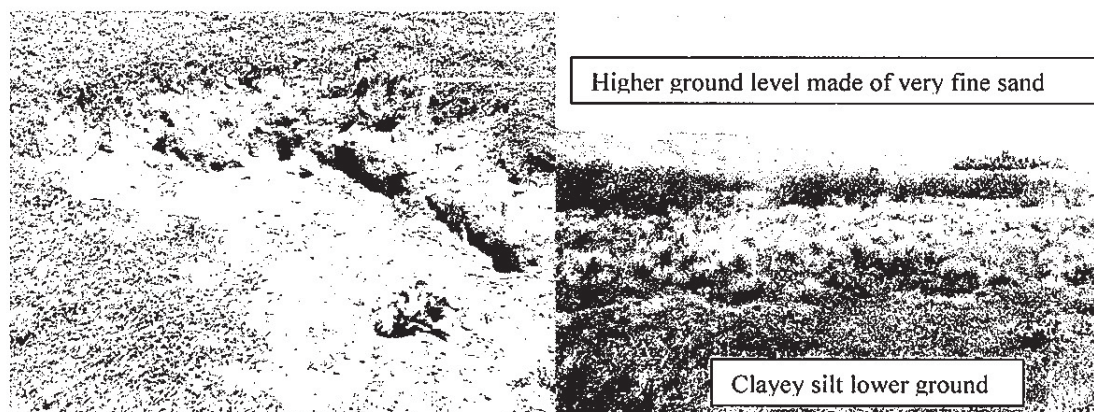 Higher ground level made of very fine sand
Clayey silt lower ground